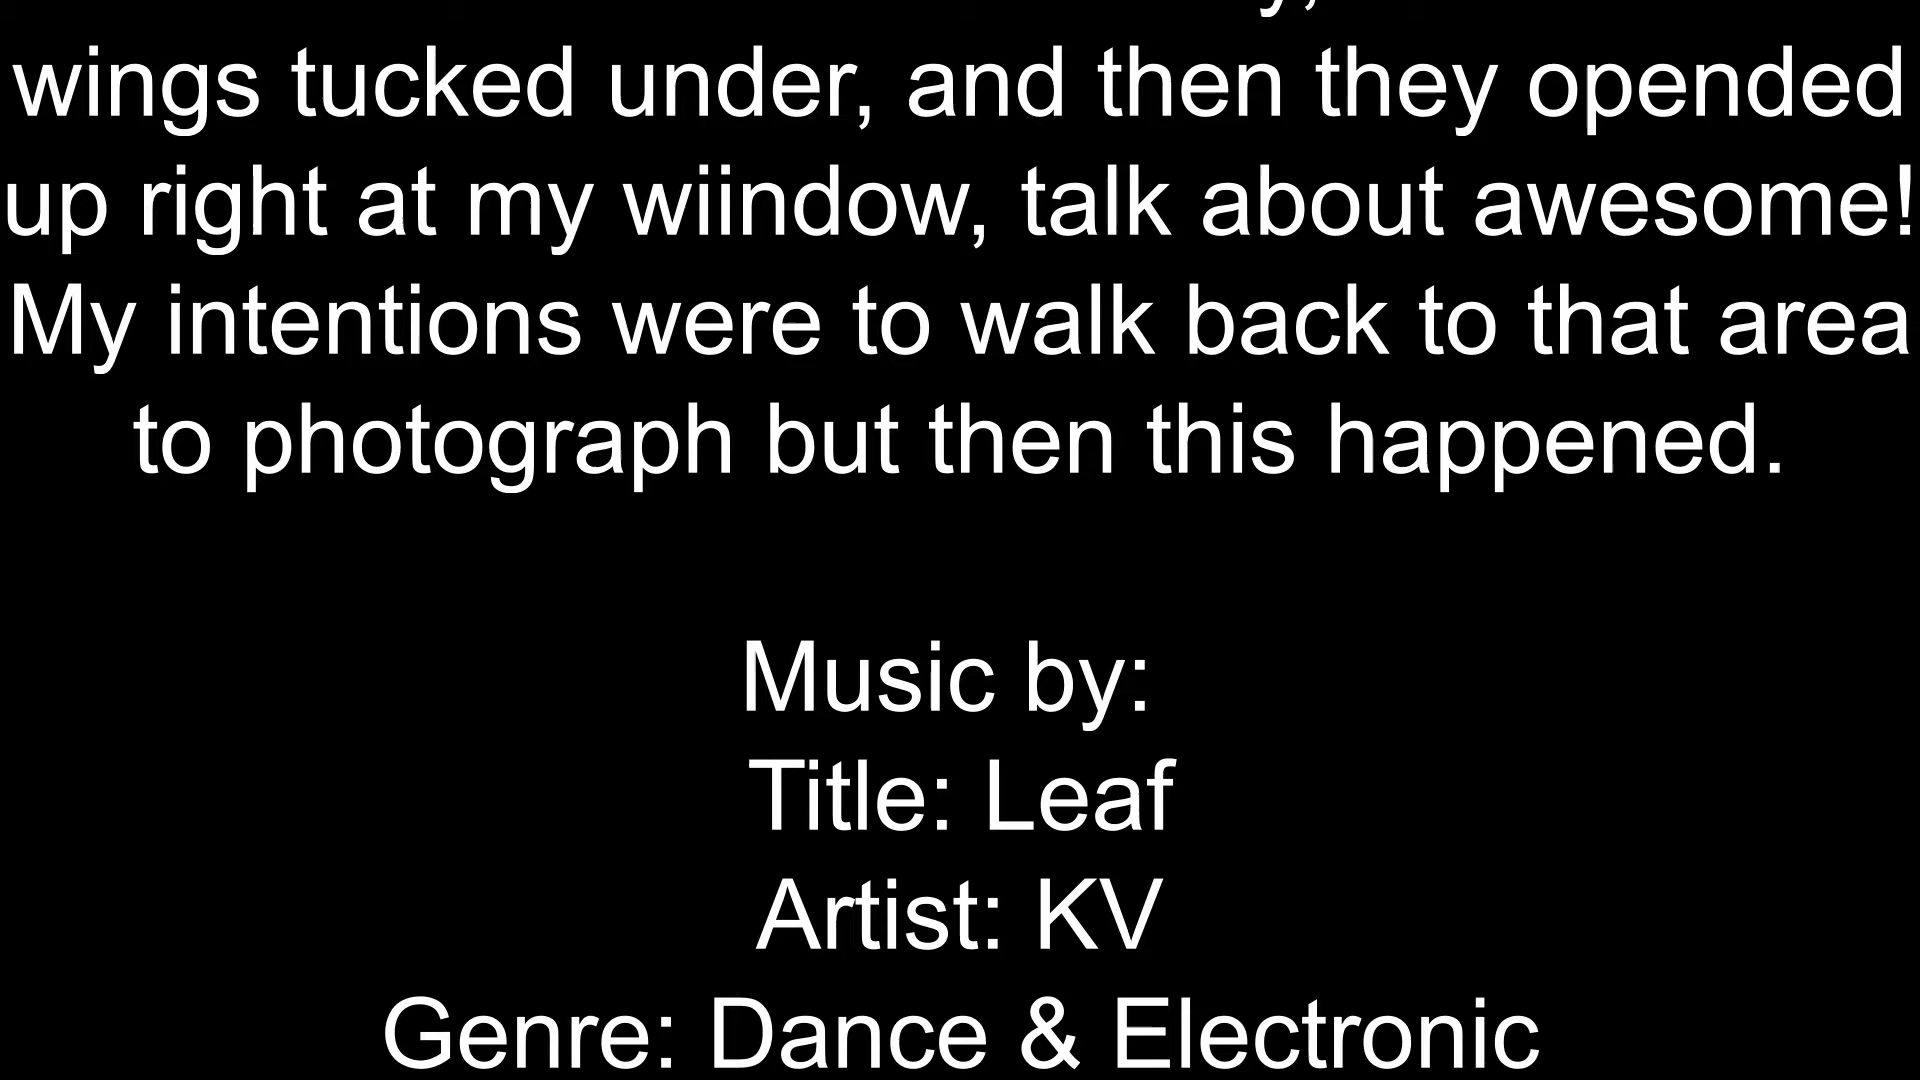 wings tucked under, and then they opended
up right at my wiindow, talk about awesome!
My intentions were to walk back to that area
to photograph but then this happened.
Music by:
Title: Leaf
Artist: KV
Genre: Dance & Electronic